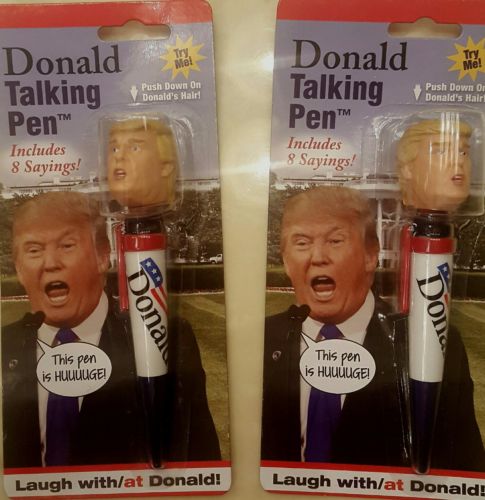 Donald
Talking
Pen™
Includes
8 Sayings!
Try
Me!
Push Down On
Donald's Hair!
Donald
This pen
is HUUUUGE!
Laugh with/at Donald!
Donald
Talking
Pen™
Includes
8 Sayings!
Try
Me!
Push Down On
Donald's Hair!
Donald
This pen
is HUUUUGE!
Laugh with/at Donald!